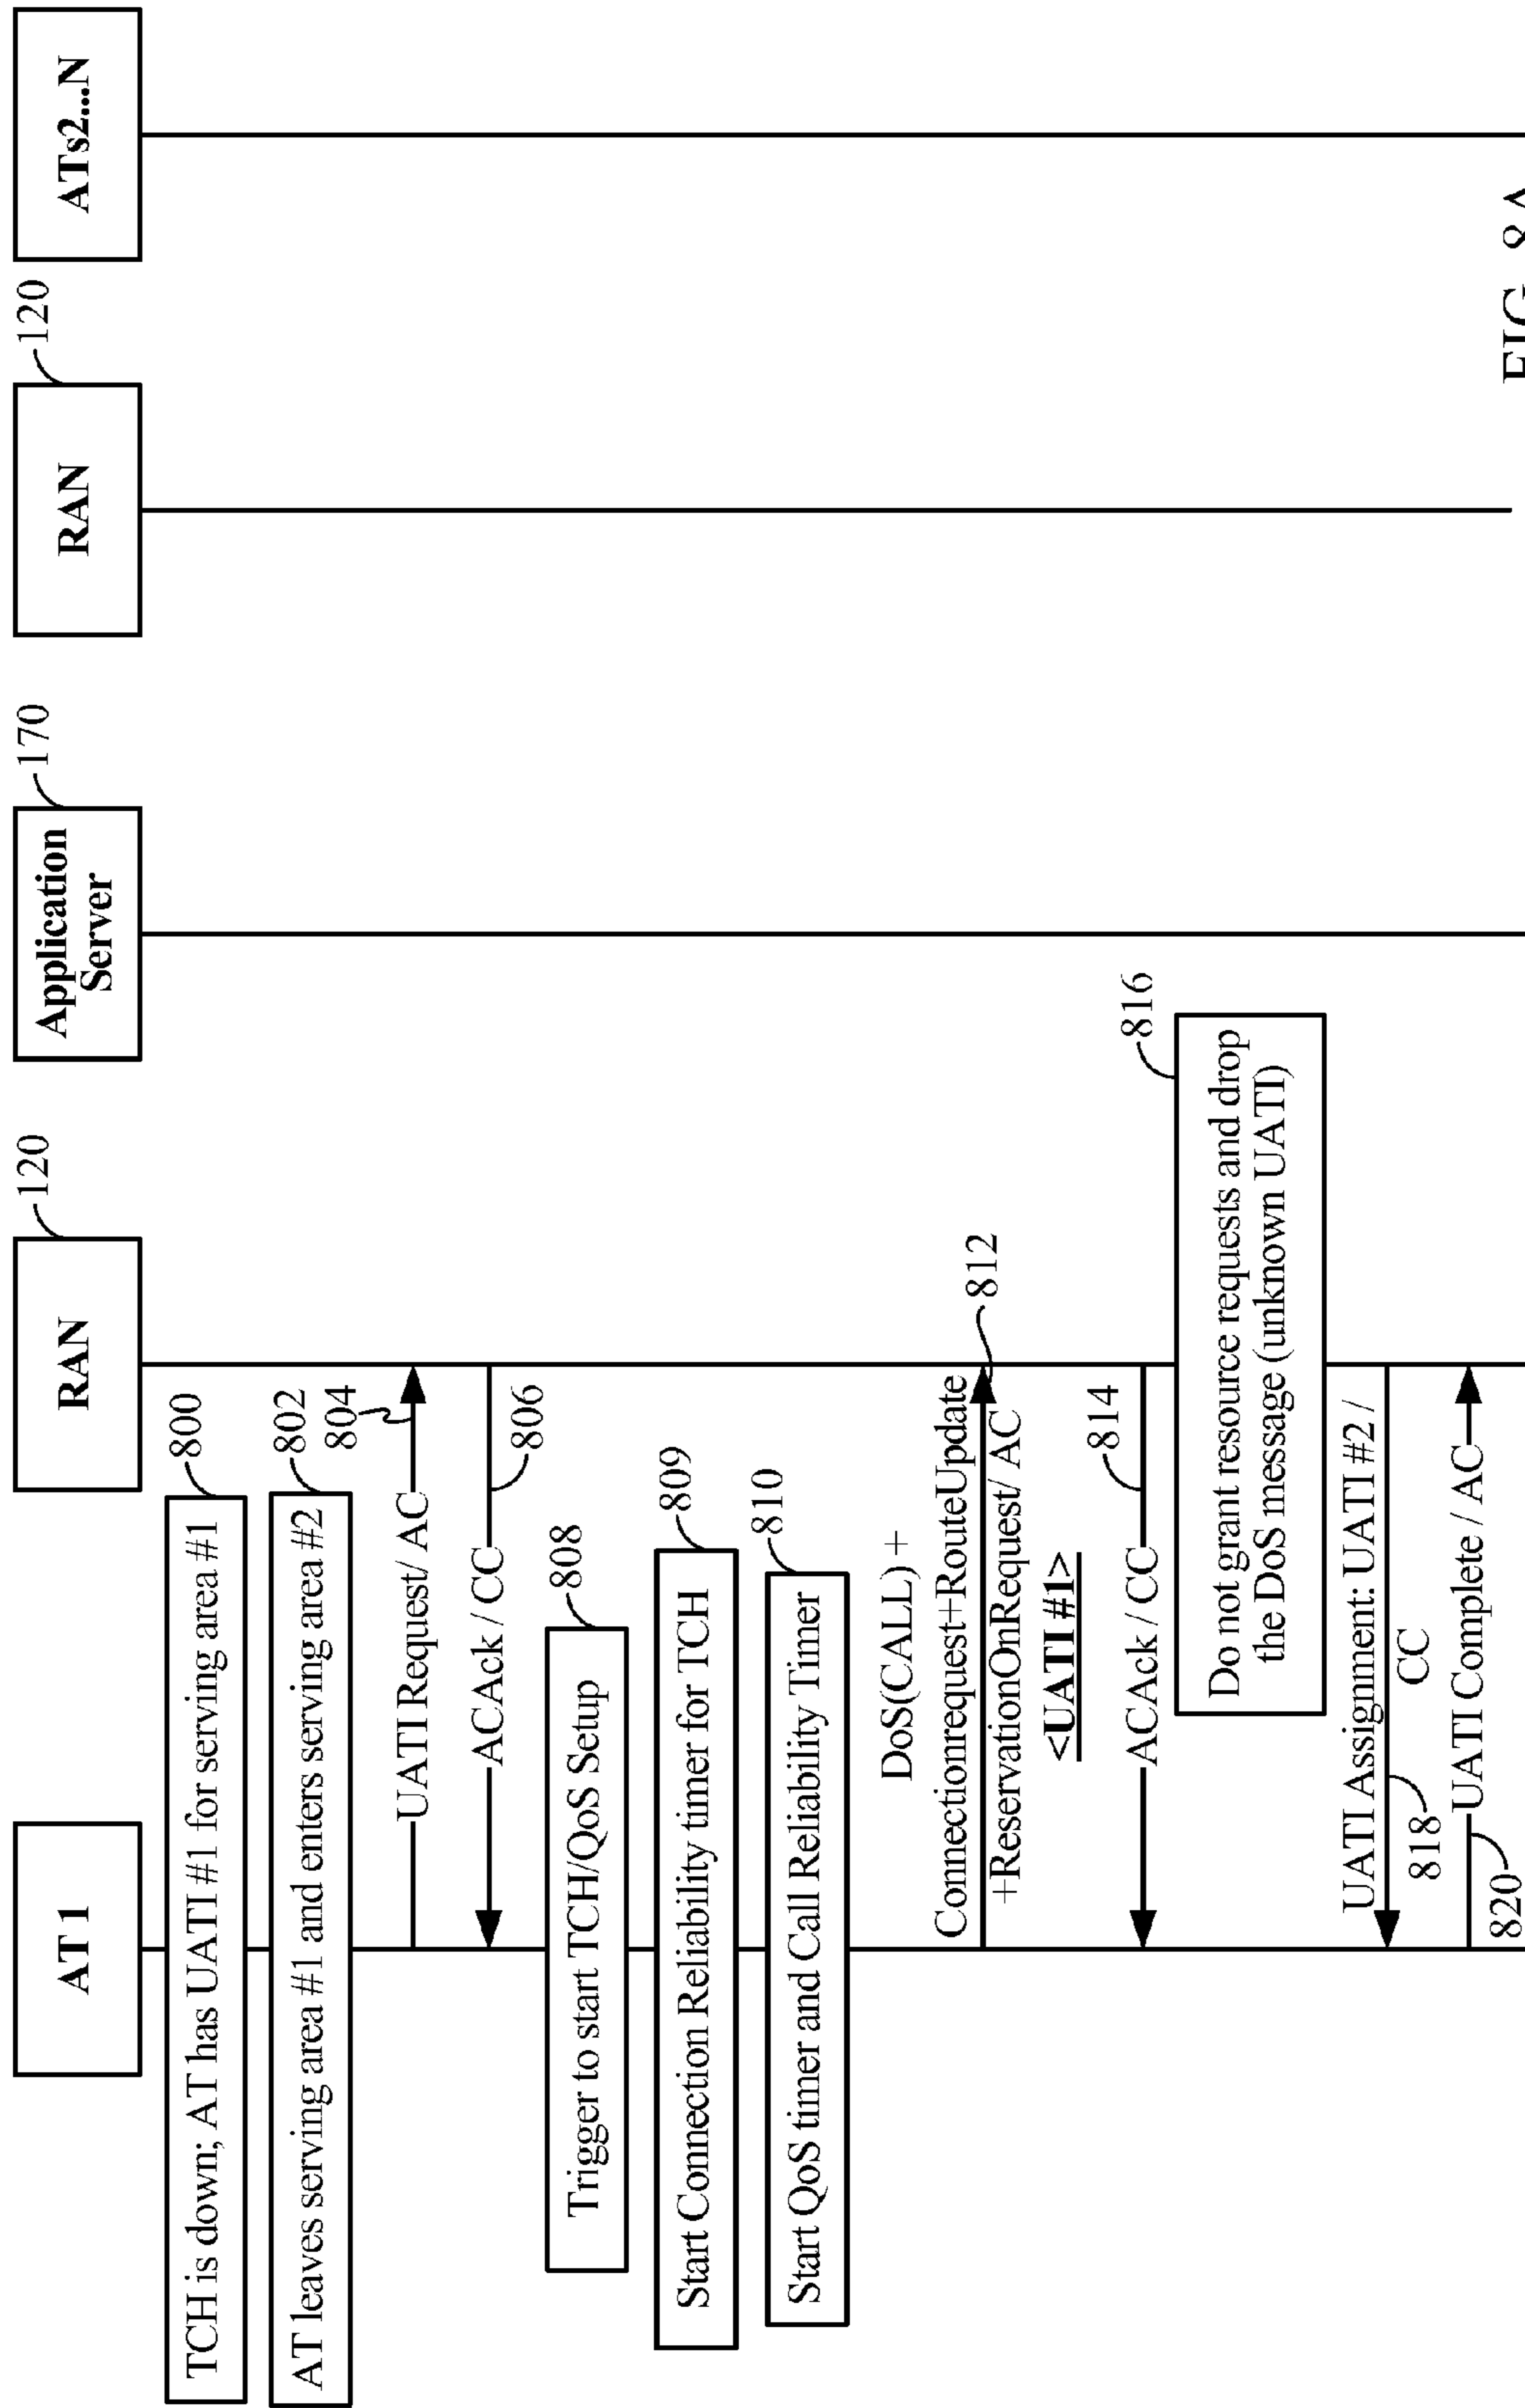 AT 1
RAN
120
Application
Server
170
RAN
120
ATs2...N
TCH is down; AT has UATI #1 for serving area #1
800
AT leaves serving area #1 and enters serving area #2
802
804
UATI Request/ AC
ACAck / CC
806
Trigger to start TCH/QoS Setup
808
Start Connection Reliability timer for TCH
809
Start QoS timer and Call Reliability Timer
810
DoS(CALL) +
Connectionrequest+RouteUpdate
+ReservationOnRequest/ AC
<UATI #1>
812
ACAck / CC
814
816
Do not grant resource requests and drop
the DoS message (unknown UATI)
UATI Assignment: UATI #2 /
CC
818
UATI Complete / AC
820
FIG. 8A